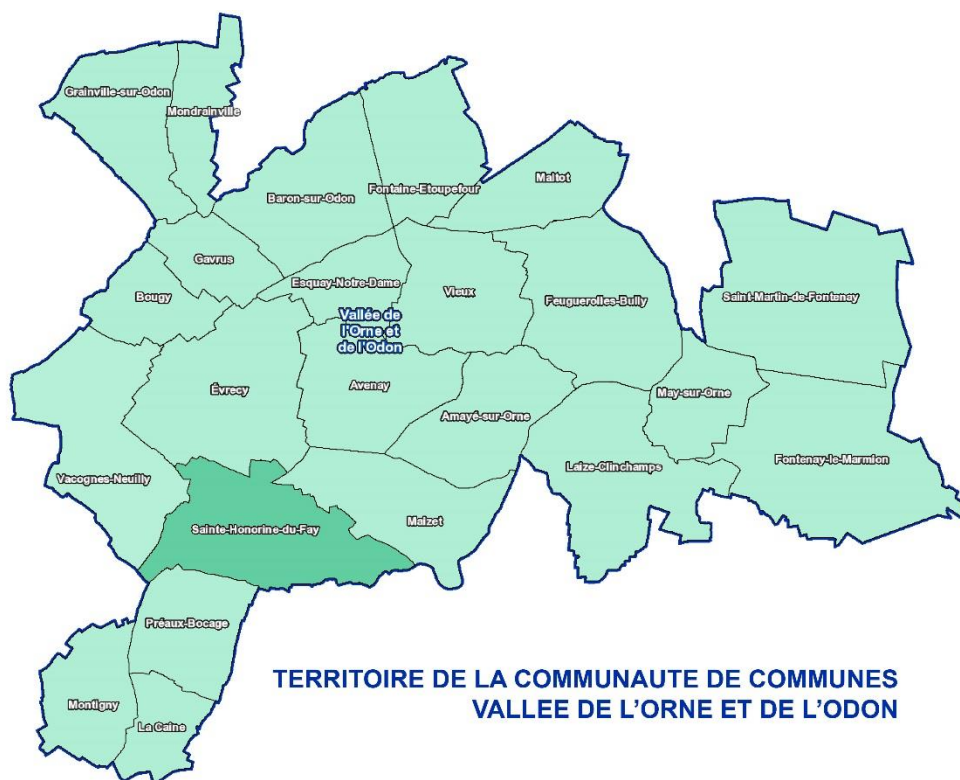 Grainville-sur-Odon
Mondrainville
Baron-sur-Odon
Fontaine-Etoupefour
Maltot
Gavrus
Esquay-Notre-Dame
Vieux
Bougy
Feuguerolles-Bully
Saint-Martin-de-Fontenay
Vallée de
l'Orne et
de l'Odon
Évrecy
Avenay
May-sur-Orne
Amayé-sur-Orne
Vacognes-Neuilly
Laize-Clinchamps
Fontenay-le-Marmion
Sainte-Honorine-du-Fay
Maizet
Préaux-Bocage
Montigny
La Caine
TERRITOIRE DE LA COMMUNAUTE DE COMMUNES
VALLEE DE L'ORNE ET DE L'ODON